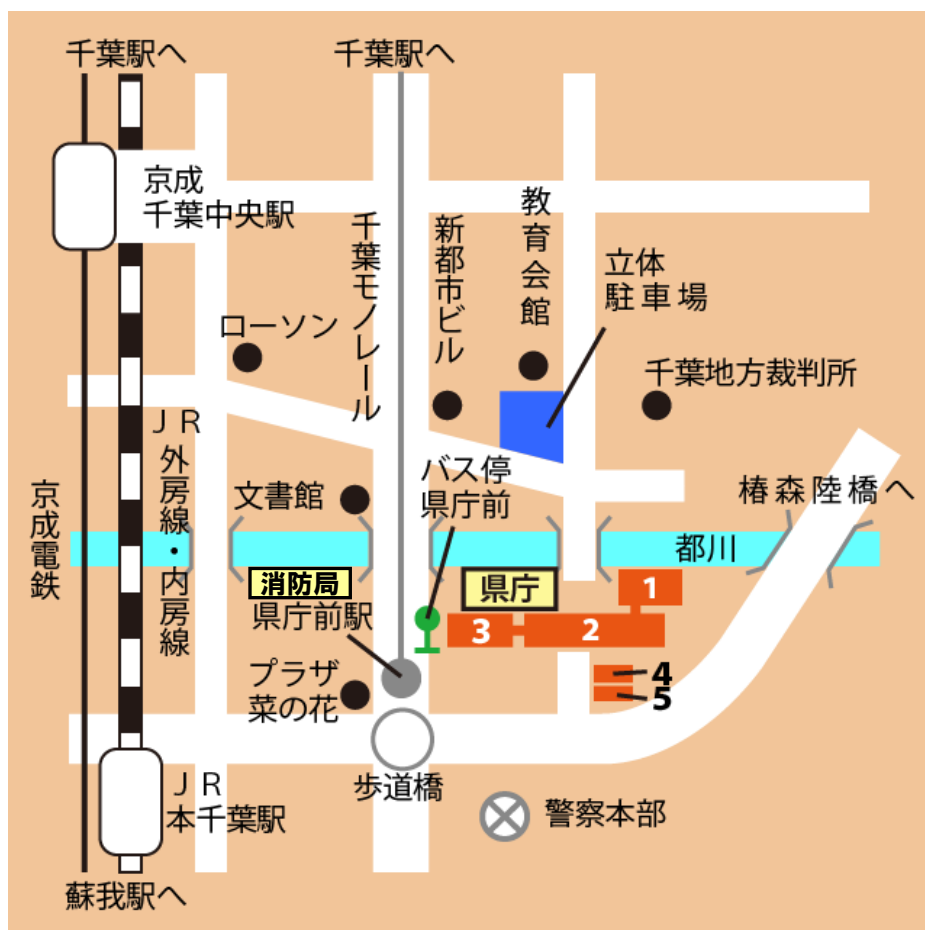 千葉駅へ
千葉駅へ
京成
千葉中央駅
千葉モノレール
新都市ビル
教育会館
立体
駐車場
ローソン
千葉地方裁判所
ＪＲ
外房線・内房線
京成電鉄
文書館
バス停
県庁前
椿森陸橋へ
都川
消防局
県庁
1
県庁前駅
3
2
プラザ
菜の花
4
5
歩道橋
ＪＲ
本千葉駅
警察本部
蘇我駅へ